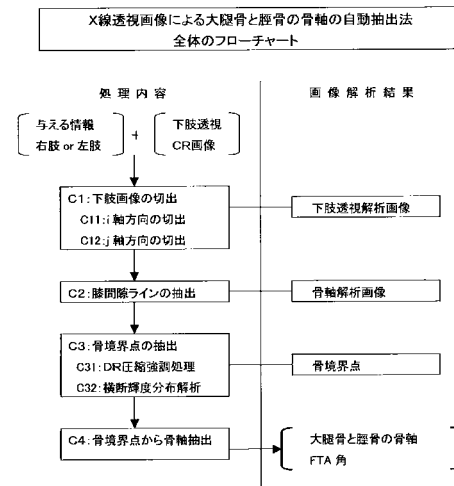 X線透視画像による大腿骨と脛骨の骨軸の自動抽出法
全体のフローチャート
処理内容
画像解析結果
与える情報
右肢 or 左肢
+
下肢透視
CR画像
C1:下肢画像の切出
C11:i 軸方向の切出
C12:j 軸方向の切出
下肢透視解析画像
C2:膝間隙ラインの抽出
骨軸解析画像
C3:骨境界点の抽出
C31:DR圧縮強調処理
C32:横断輝度分布解析
骨境界点
C4:骨境界点から骨軸抽出
大腿骨と脛骨の骨軸
FTA 角